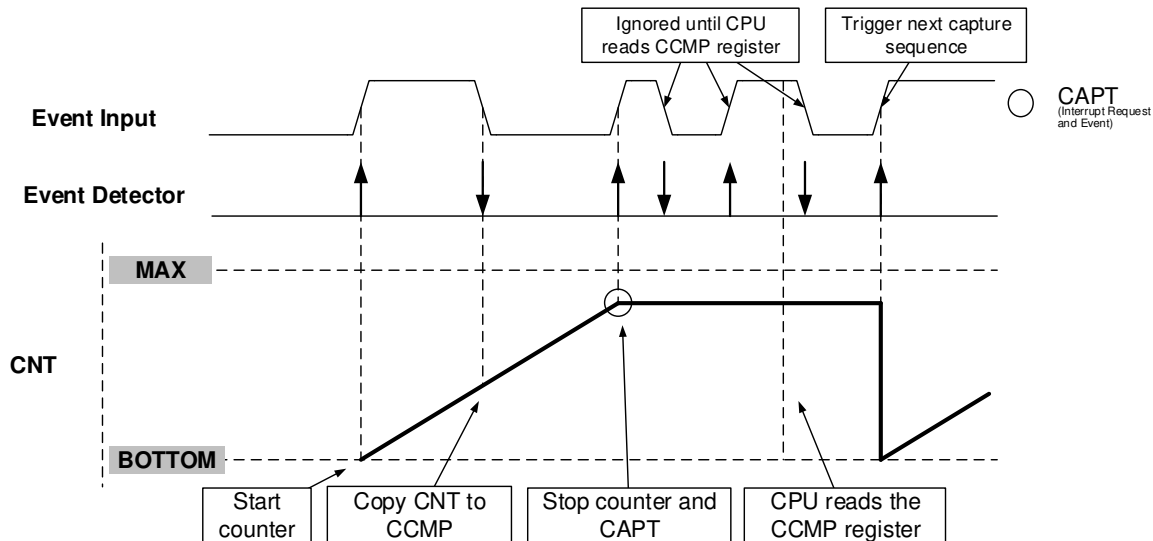 Ignored until CPU
reads CCMP register
Trigger next capture
sequence
Event Input
CAPT
(Interrupt Request
and Event)
Event Detector
MAX
CNT
BOTTOM
Start
counter
Copy CNT to
CCMP
Stop counter and
CAPT
CPU reads the
CCMP register